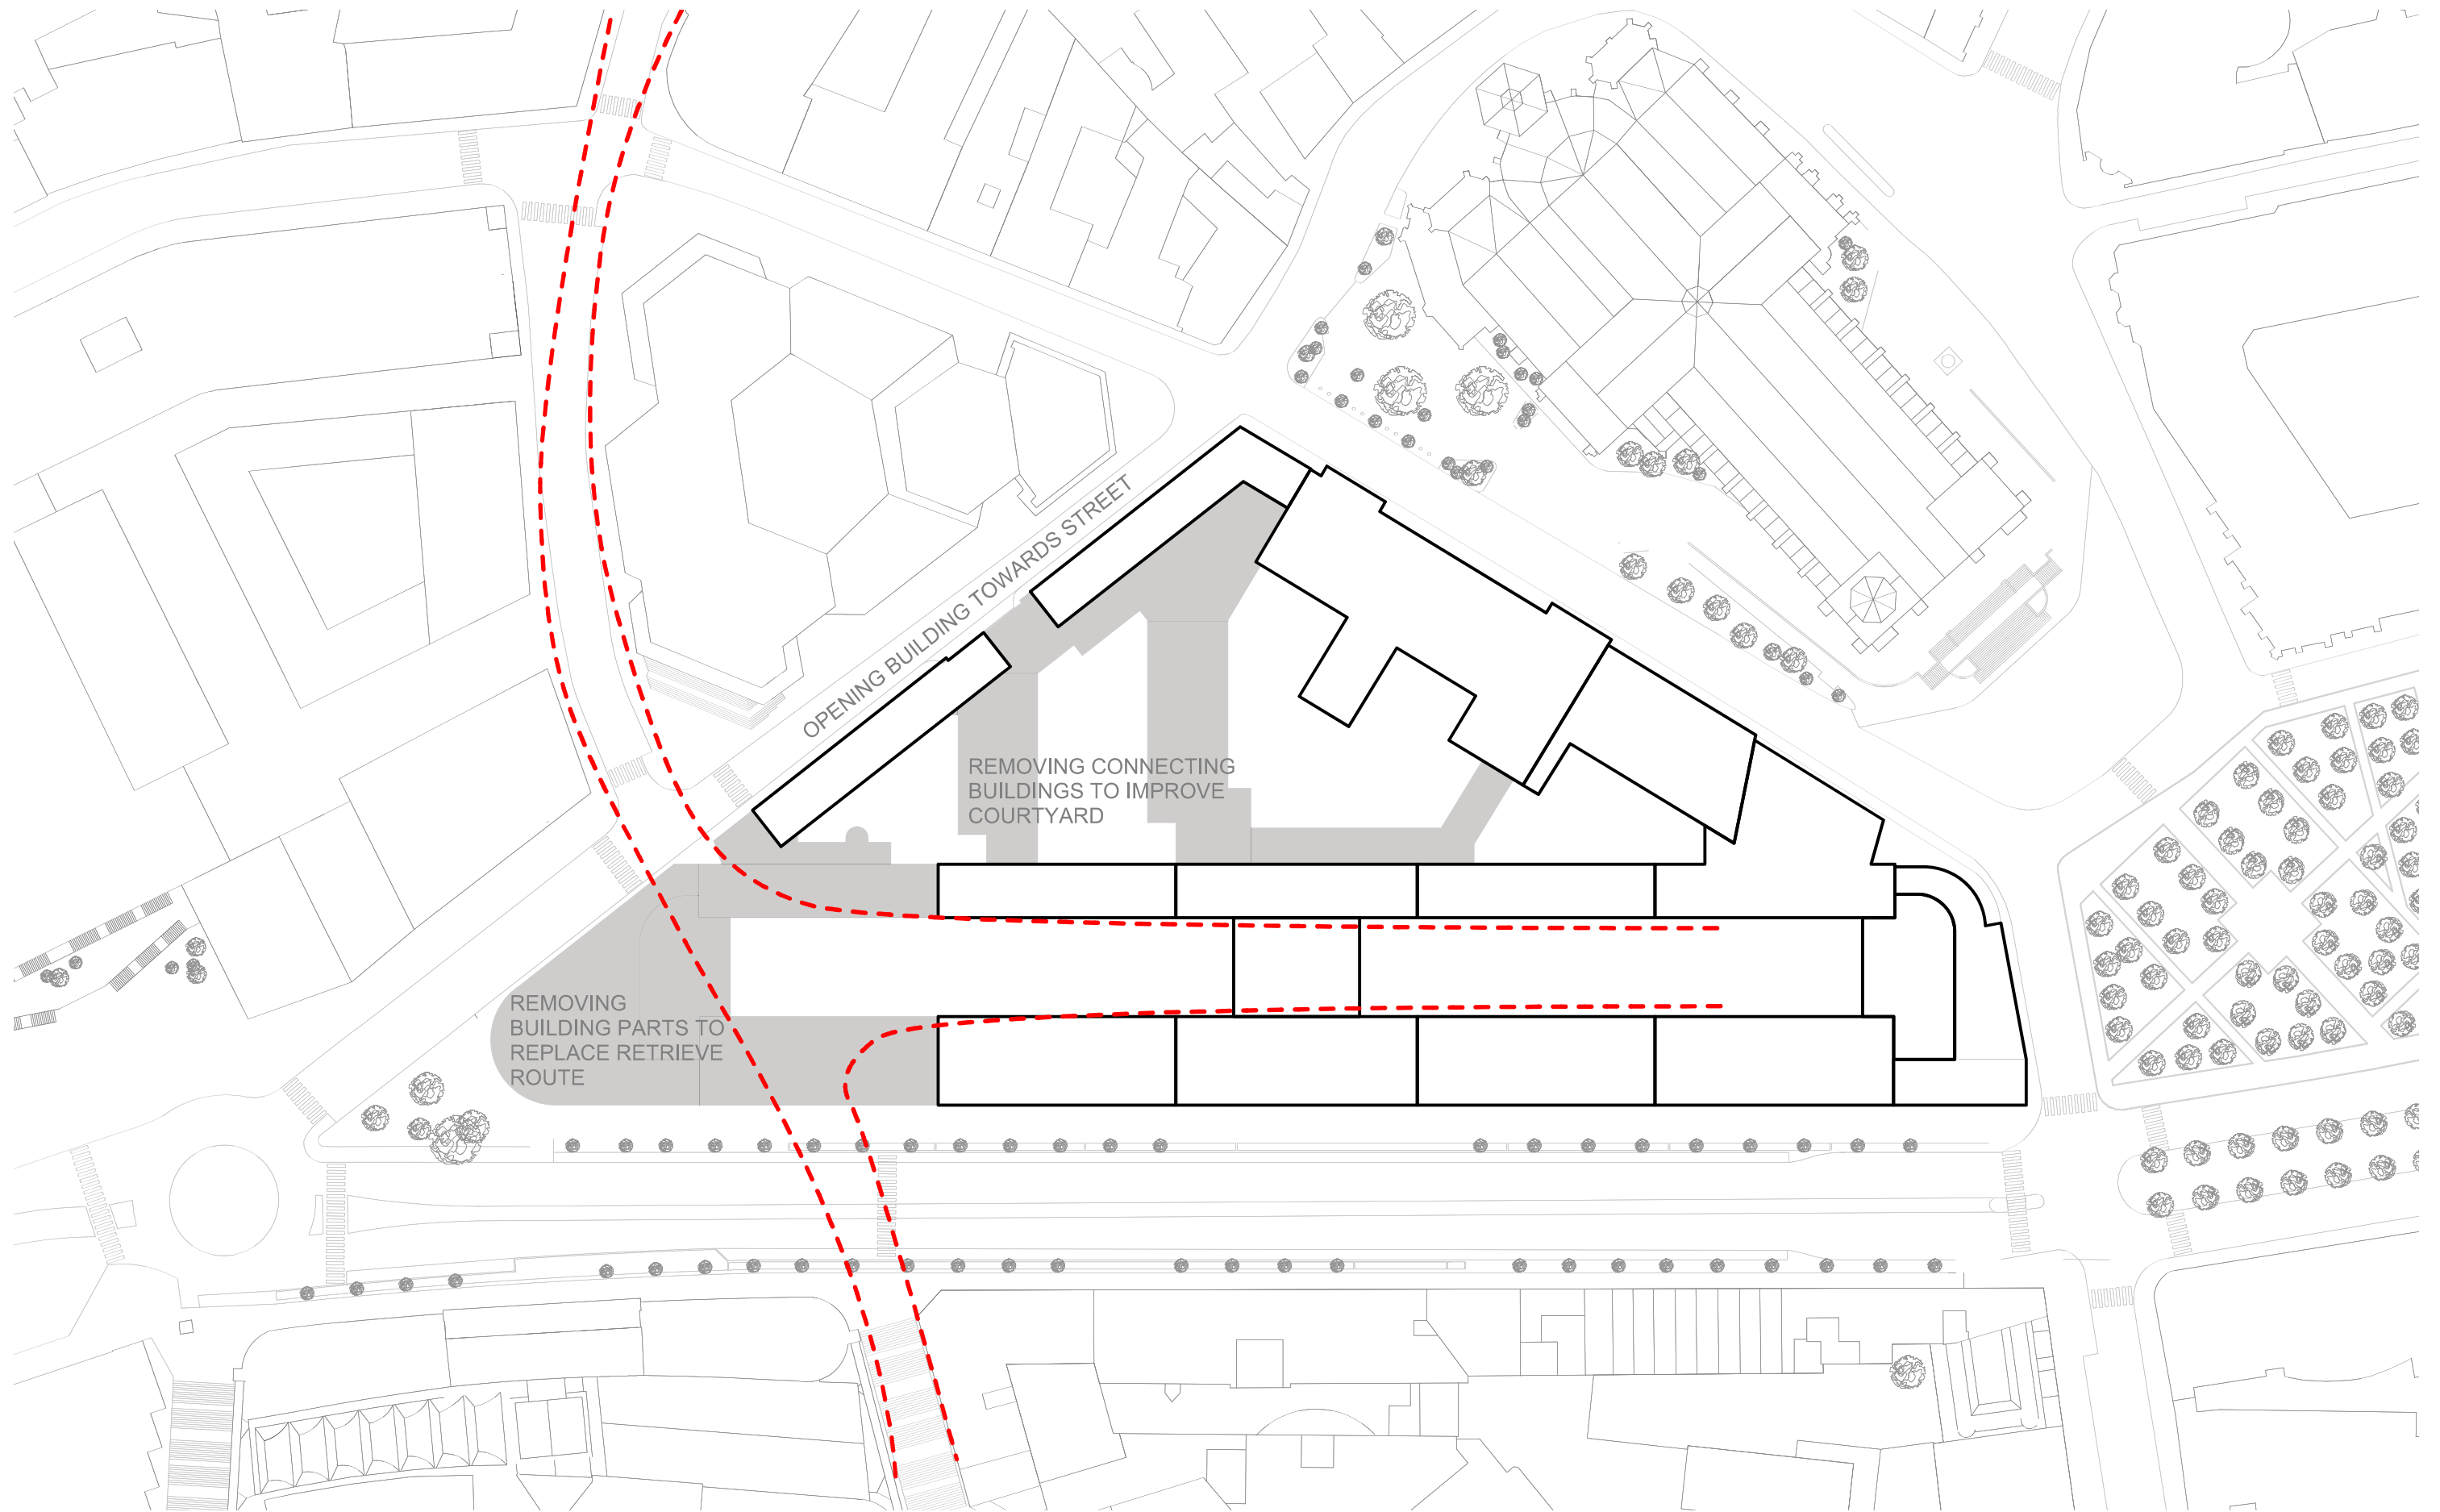 OPENING BUILDING TOWARDS STREET
REMOVING CONNECTING
BUILDINGS TO IMPROVE
COURTYARD
REMOVING
BUILDING PARTS TO
REPLACE RETRIEVE
ROUTE